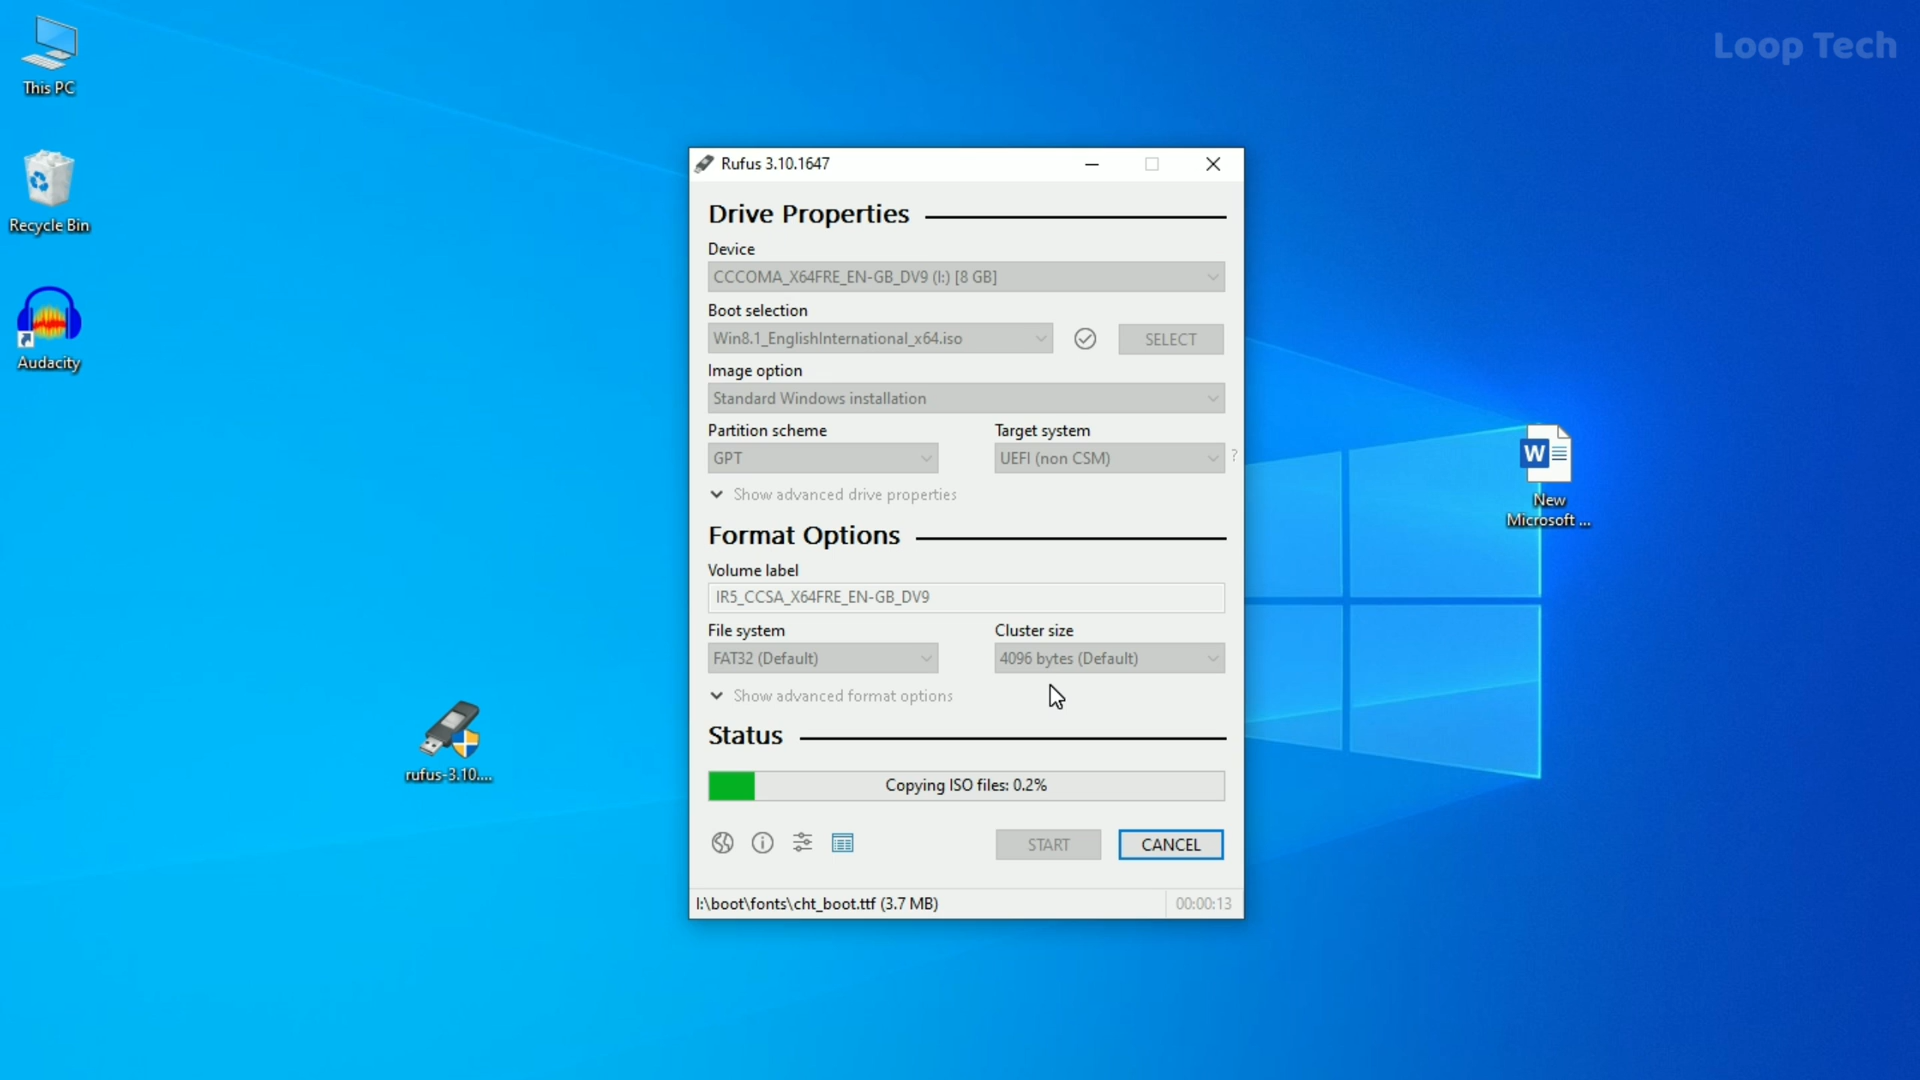 Loop Tech
This PC
Recycle Bin
Audacity
rufus-3.10....
W
New
Microsoft ...
Rufus 3.10.1647
Drive Properties
Device
CCCOMA_X64FRE_EN-GB_DV9 (I:) [8 GB]
Boot selection
Win8.1_EnglishInternational_x64.iso
SELECT
Image option
Standard Windows installation
Partition scheme
Target system
GPT
UEFI (non CSM)
?
Show advanced drive properties
Format Options
Volume label
IR5_CCSA_X64FRE_EN-GB_DV9
File system
Cluster size
FAT32 (Default)
4096 bytes (Default)
Show advanced format options
Status
Copying ISO files: 0.2%
START
CANCEL
I:\boot\fonts\cht_boot.ttf (3.7 MB)
00:00:13